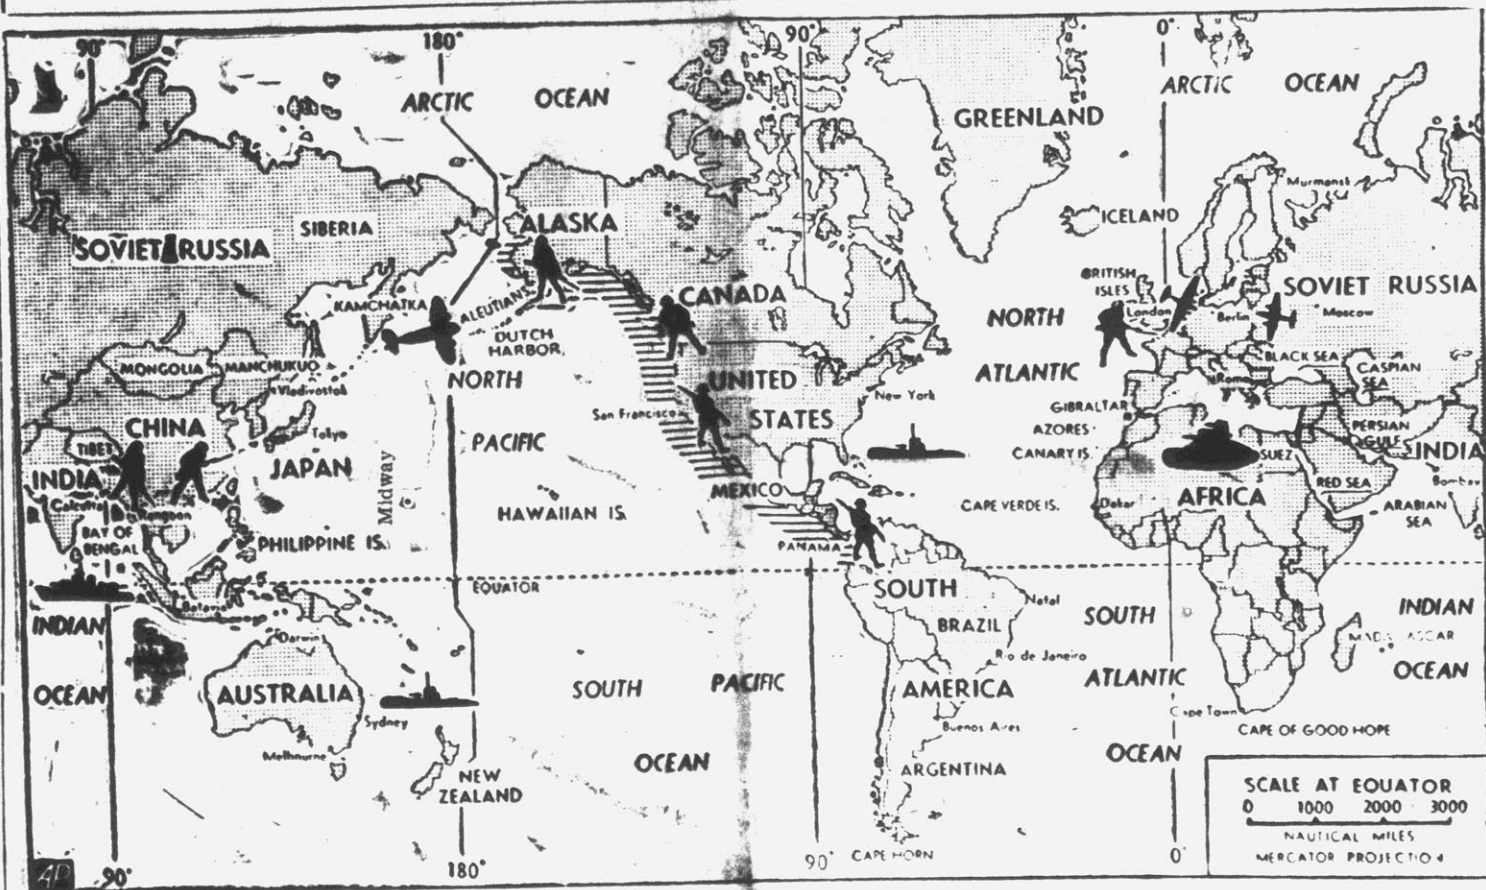 90°
180°
90°
0°
ARCTIC OCEAN
ARCTIC OCEAN
GREENLAND
Murmansk
SIBERIA
ALASKA
ICELAND
SOVIET RUSSIA
BRITISH
ISLES
SOVIET RUSSIA
KAMCHATKA
ALEUTIANS
CANADA
London
Berlin
Moscow
NORTH
ATLANTIC
DUTCH
HARBOR
MONGOLIA
MANCHUKUO
Vladivostok
NORTH
PACIFIC
UNITED
STATES
BLACK SEA
CASPIAN
SEA
Rome
New York
San Francisco
GIBRALTAR
AZORES
CANARY IS.
CHINA
Tokyo
TIBET
JAPAN
PERSIAN
GULF
INDIA
SUEZ
INDIA
Midway
MEXICO
Calcutta
Rangoon
HAWAIIAN IS.
CAPE VERDE IS.
Dakar
AFRICA
RED SEA
Bombay
ARABIAN
SEA
BAY OF
BENGAL
PHILIPPINE IS.
PANAMA
EQUATOR
SOUTH
AMERICA
BRAZIL
Natal
SOUTH
ATLANTIC
OCEAN
INDIAN
OCEAN
Batavia
INDIAN
OCEAN
Darwin
Rio de Janeiro
AUSTRALIA
SOUTH PACIFIC
OCEAN
Sydney
Melbourne
Buenos Aires
Cape Town
CAPE OF GOOD HOPE
NEW
ZEALAND
ARGENTINA
SCALE AT EQUATOR
0 1000 2000 3000
NAUTICAL MILES
MERCATOR PROJECTION
CAPE HORN
AP
90°
180°
90°
0°